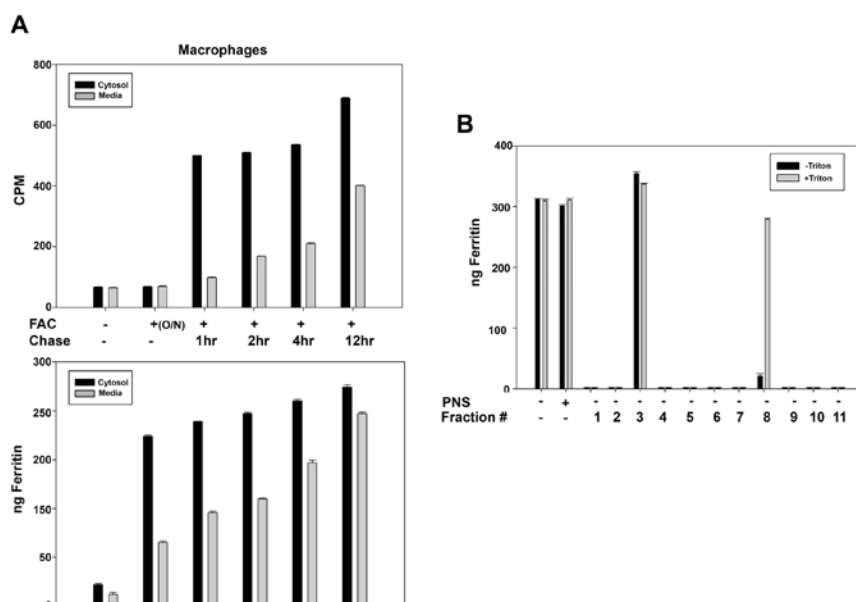 A
Macrophages
800
600
400
200
0
CPM
Cytosol
Media
FAC - +(O/N) + + + +
Chase - - 1hr 2hr 4hr 12hr
300
250
200
150
50
ng Ferritin
Cytosol
Media
B
400
300
200
100
0
ng Ferritin
-Triton
+Triton
PNS - + - - - - - - - - - - -
Fraction # - - 1 2 3 4 5 6 7 8 9 10 11